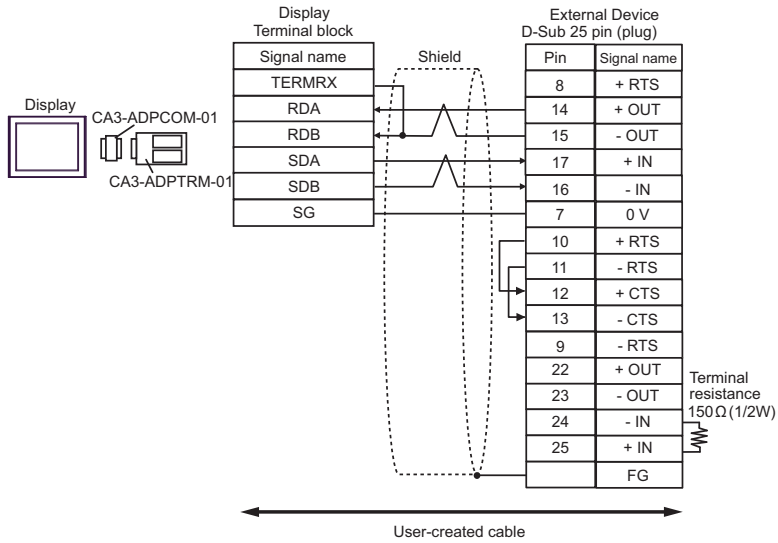 Display
Terminal block
External Device
D-Sub 25 pin (plug)
Signal name
Shield
Pin
Signal name
TERMRX
8
+ RTS
Display
CA3-ADPCOM-01
CA3-ADPTRM-01
RDA
14
+ OUT
RDB
15
- OUT
SDA
17
+ IN
SDB
16
- IN
SG
7
0 V
10
+ RTS
11
- RTS
12
+ CTS
13
- CTS
9
- RTS
22
+ OUT
23
- OUT
24
- IN
25
+ IN
FG
Terminal
resistance
150Ω(1/2W)
User-created cable